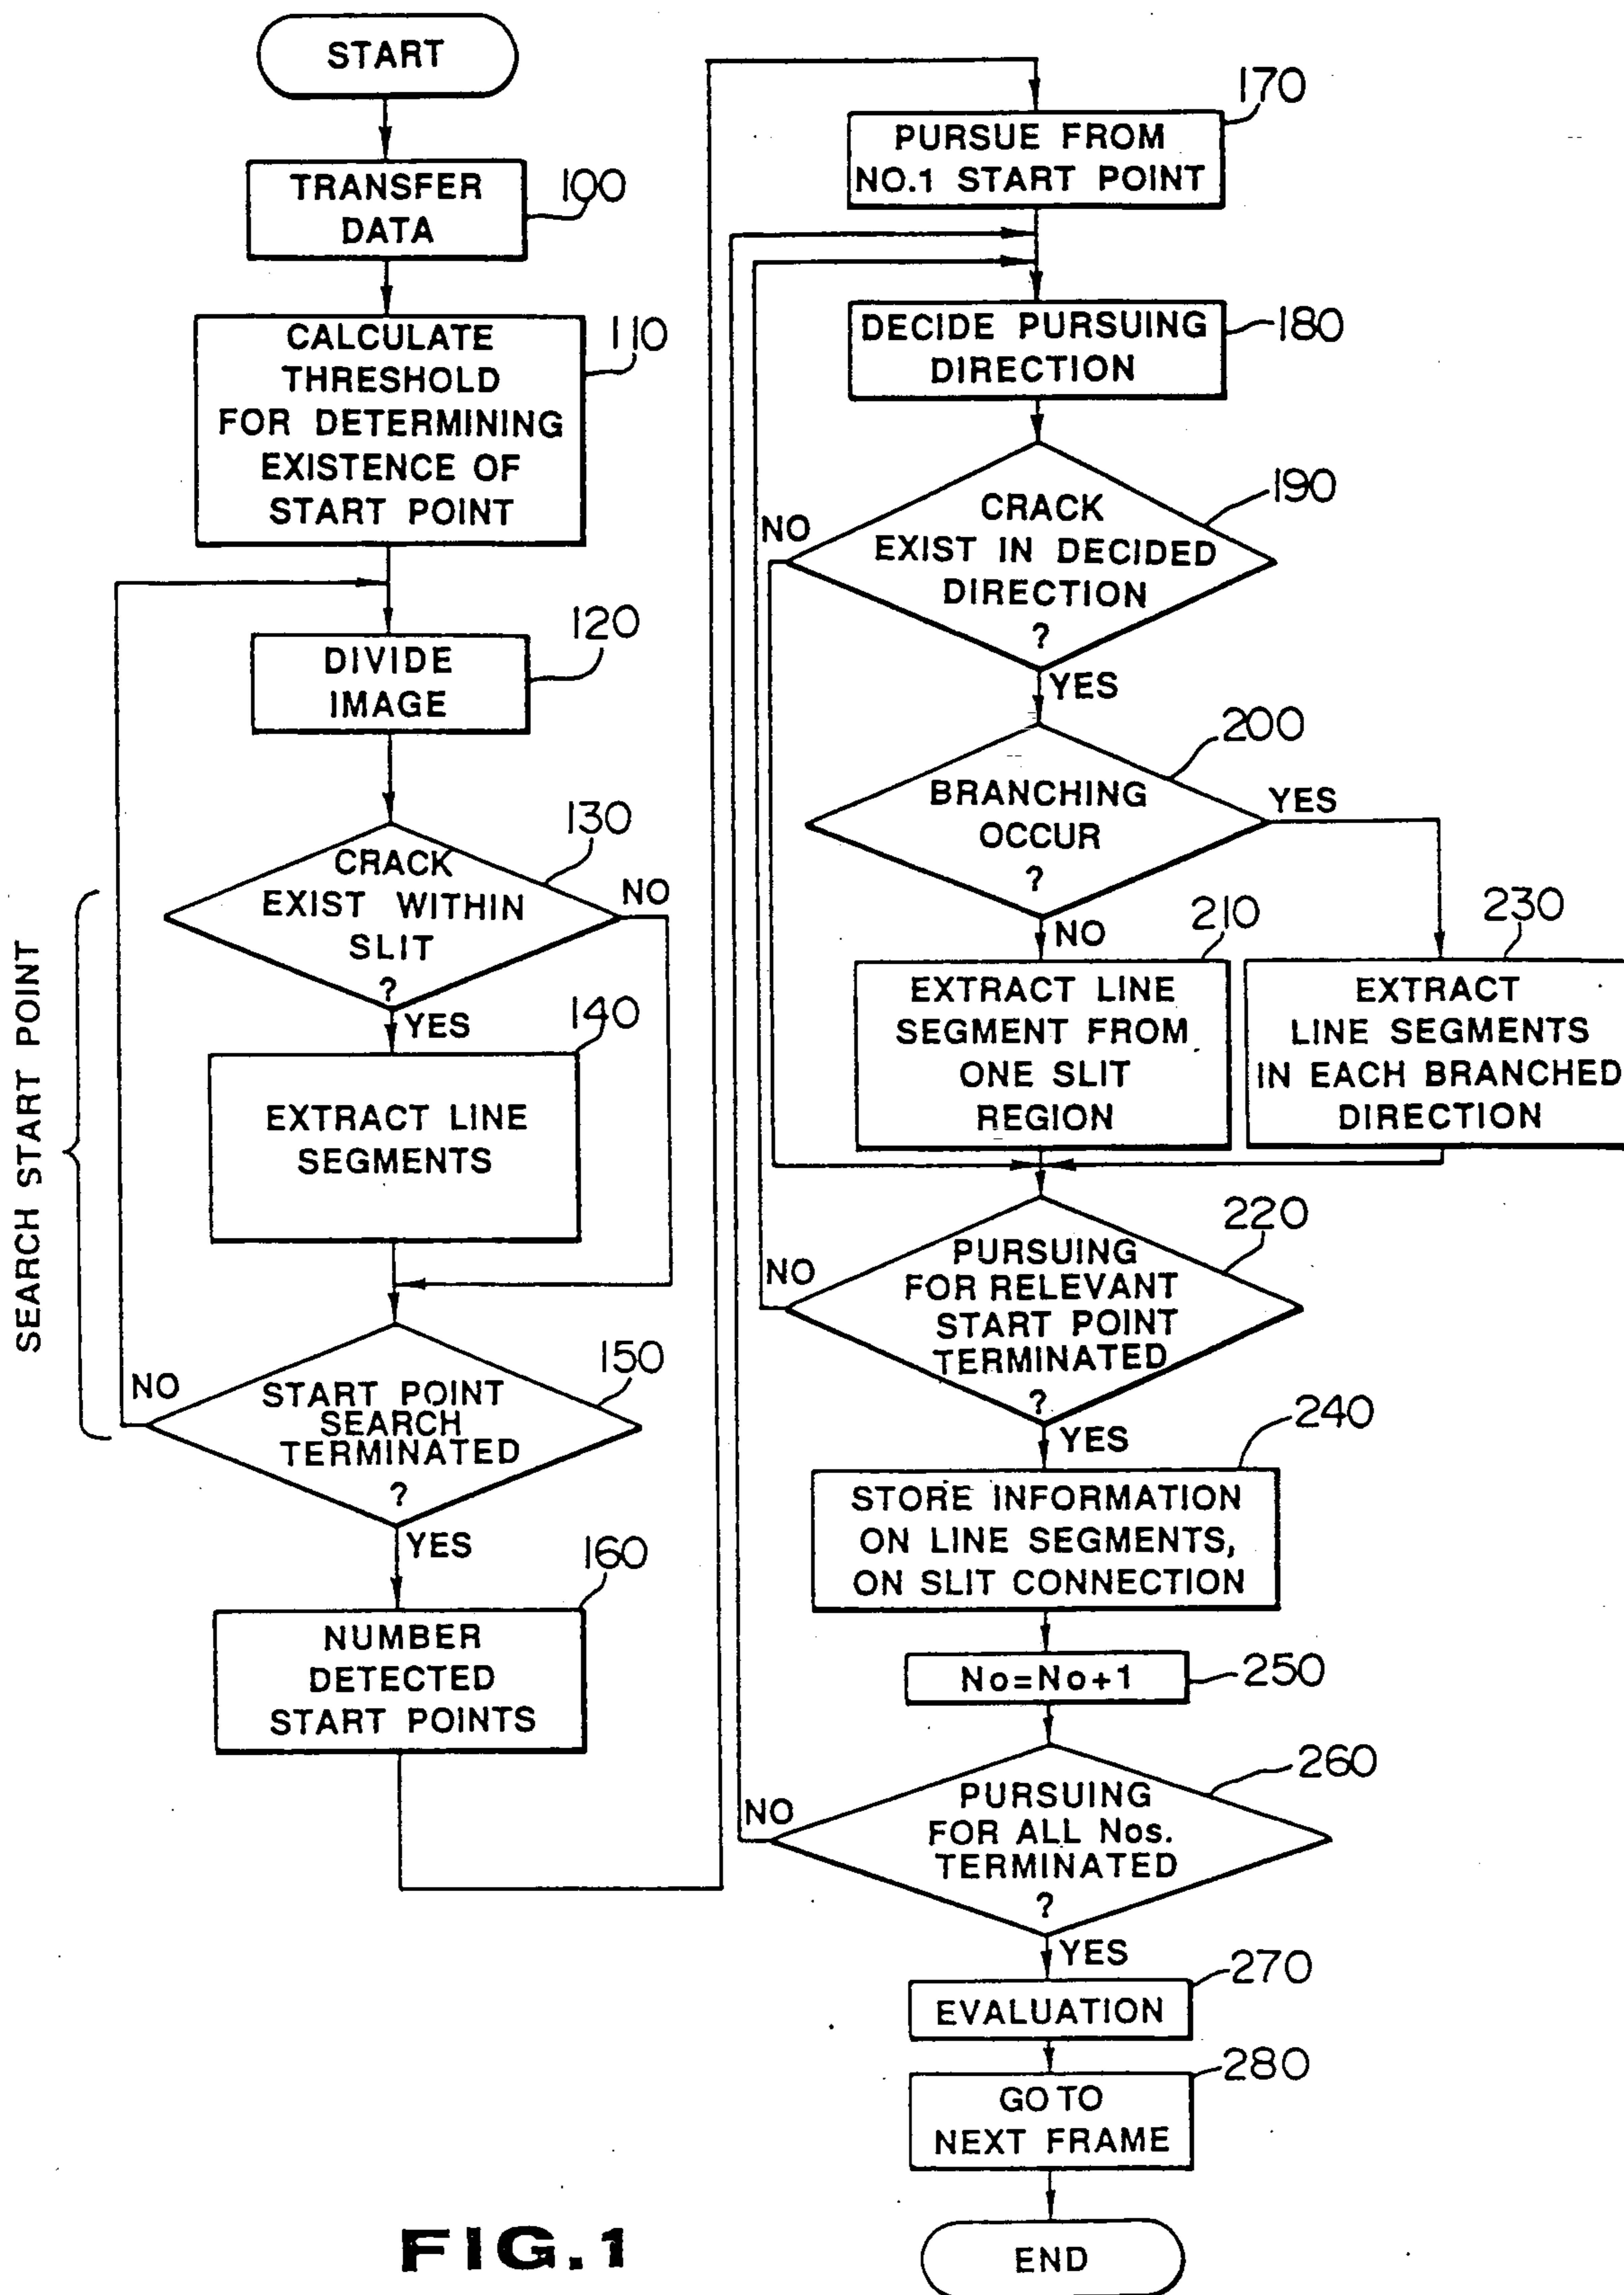 START
TRANSFER
DATA
100
CALCULATE
THRESHOLD
FOR DETERMINING
EXISTENCE OF
START POINT
110
DIVIDE
IMAGE
120
SEARCH START POINT
CRACK
EXIST WITHIN
SLIT
?
130
NO
YES
EXTRACT LINE
SEGMENTS
140
START POINT
SEARCH
TERMINATED
?
150
NO
YES
NUMBER
DETECTED
START POINTS
160
PURSUE FROM
NO.1 START POINT
170
DECIDE PURSUING
DIRECTION
180
CRACK
EXIST IN DECIDED
DIRECTION
?
190
NO
YES
BRANCHING
OCCUR
?
200
YES
NO
EXTRACT LINE
SEGMENT FROM
ONE SLIT
REGION
210
EXTRACT
LINE SEGMENTS
IN EACH BRANCHED
DIRECTION
230
PURSUING
FOR RELEVANT
START POINT
TERMINATED
?
220
NO
YES
STORE INFORMATION
ON LINE SEGMENTS,
ON SLIT CONNECTION
240
No=No+1
250
PURSUING
FOR ALL Nos.
TERMINATED
?
260
NO
YES
EVALUATION
270
GO TO
NEXT FRAME
280
END
FIG.1